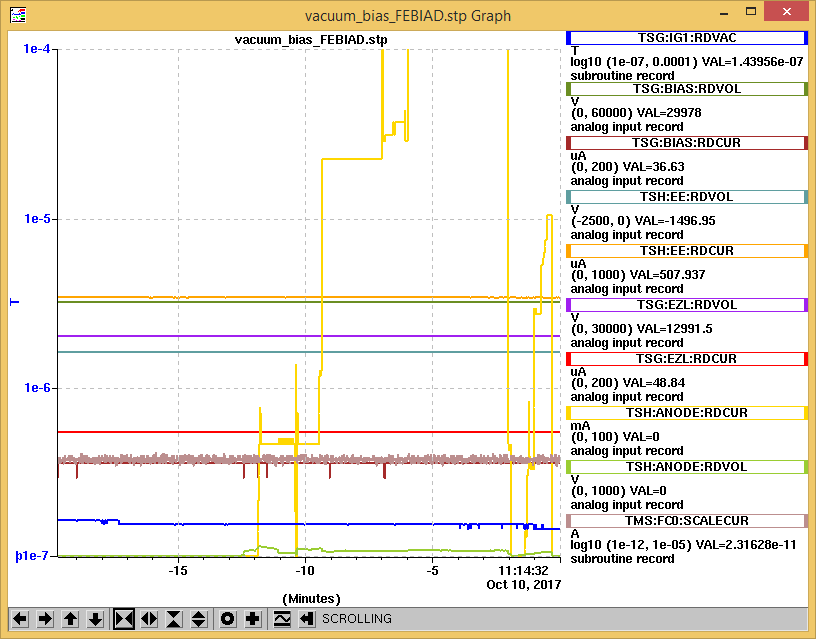 vacuum_bias_FEBIAD.stp Graph
vacuum_bias_FEBIAD.stp
1e-4
1e-5
T
1e-6
1e-7
-15
-10
-5
11:14:32
Oct 10, 2017
(Minutes)
TSG:IG1:RDVAC
T
log10 (1e-07, 0.0001) VAL=1.43956e-07
subroutine record
TSG:BIAS:RDVOL
V
(0, 60000) VAL=29978
analog input record
TSG:BIAS:RDCUR
uA
(0, 200) VAL=36.63
analog input record
TSH:EE:RDVOL
V
(-2500, 0) VAL=-1496.95
analog input record
TSH:EE:RDCUR
uA
(0, 1000) VAL=507.937
analog input record
TSG:EZL:RDVOL
V
(0, 30000) VAL=12991.5
analog input record
TSG:EZL:RDCUR
uA
(0, 200) VAL=48.84
analog input record
TSH:ANODE:RDCUR
mA
(0, 100) VAL=0
analog input record
TSH:ANODE:RDVOL
V
(0, 1000) VAL=0
analog input record
TMS:FC0:SCALECUR
A
log10 (1e-12, 1e-05) VAL=2.31628e-11
subroutine record
SCROLLING